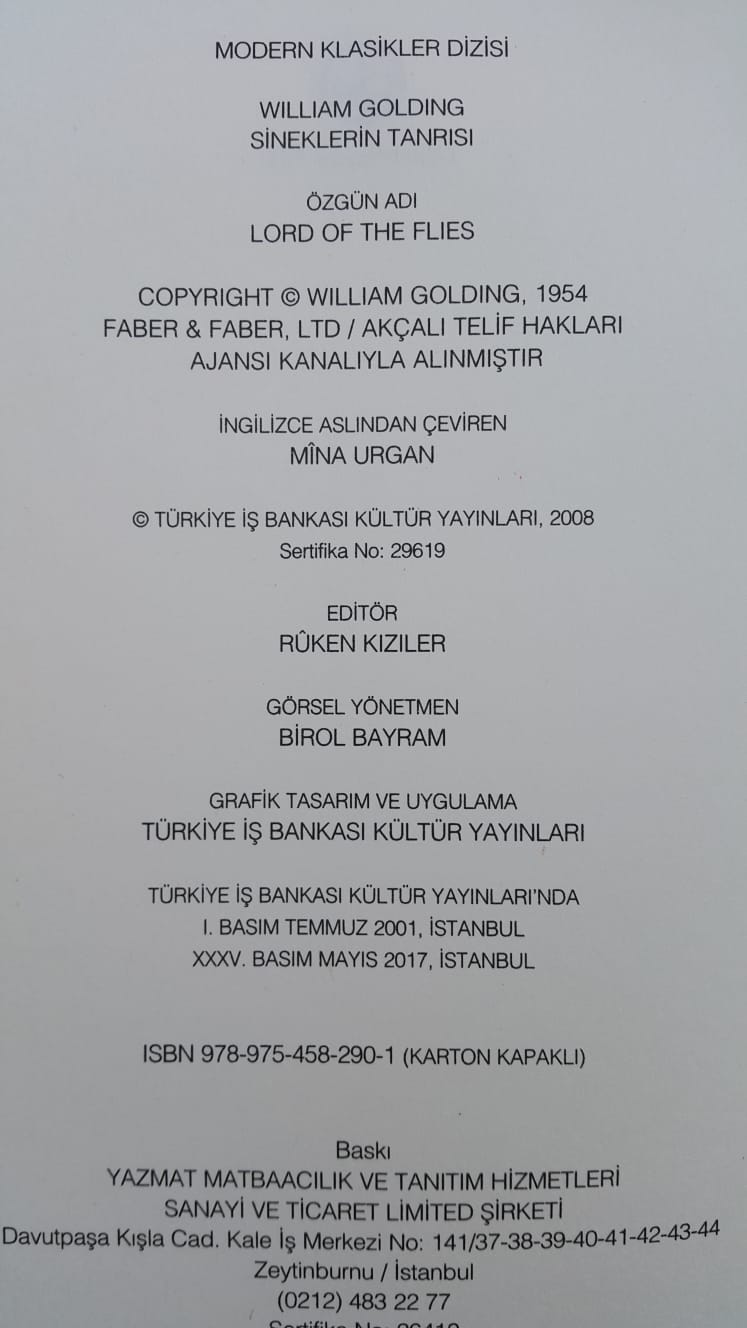 MODERN KLASİKLER DİZİSİ
WILLIAM GOLDING
SİNEKLERİN TANRISI
ÖZGÜN ADI
LORD OF THE FLIES
COPYRIGHT © WILLIAM GOLDING, 1954
FABER & FABER, LTD / AKÇALI TELİF HAKLARI
AJANSI KANALIYLA ALINMIŞTIR
İNGİLİZCE ASLINDAN ÇEVİREN
MÎNA URGAN
© TÜRKİYE İŞ BANKASI KÜLTÜR YAYINLARI, 2008
Sertifika No: 29619
EDİTÖR
RÛKEN KIZILER
GÖRSEL YÖNETMEN
BİROL BAYRAM
GRAFİK TASARIM VE UYGULAMA
TÜRKİYE İŞ BANKASI KÜLTÜR YAYINLARI
TÜRKİYE İŞ BANKASI KÜLTÜR YAYINLARI'NDA
I. BASIM TEMMUZ 2001, İSTANBUL
XXXV. BASIM MAYIS 2017, İSTANBUL
ISBN 978-975-458-290-1 (KARTON KAPAKLI)
Baskı
YAZMAT MATBAACILIK VE TANITIM HİZMETLERİ
SANAYİ VE TİCARET LİMİTED ŞİRKETİ
Davutpaşa Kışla Cad. Kale İş Merkezi No: 141/37-38-39-40-41-42-43-44
Zeytinburnu / İstanbul
(0212) 483 22 77
Sertifika No: